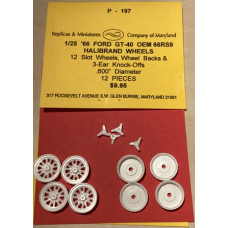 P - 197
Replicas & Miniatures Company of Maryland
1/25 '66 FORD GT-40 OEM 66RS9
HALIBRAND WHEELS
12 Slot Wheels, Wheel Backs &
3-Ear Knock-Offs
.600" Diameter
12 PIECES
$9.95
317 ROOSEVELT AVENUE S.W. GLEN BURNIE, MARYLAND 21061